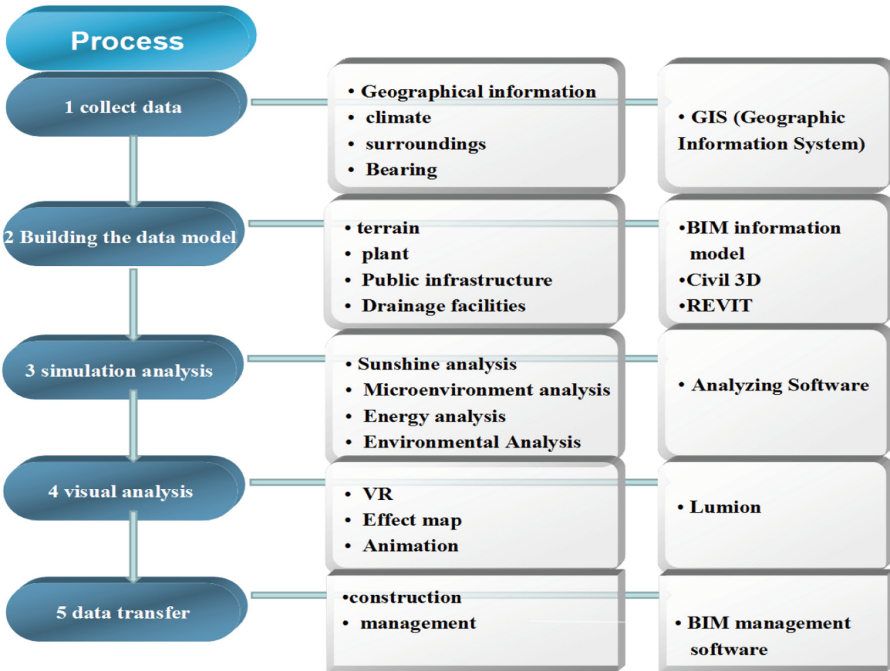 Process
1 collect data
• Geographical information
• climate
• surroundings
• Bearing
• GIS (Geographic
Information System)
2 Building the data model
•terrain
• plant
• Public infrastructure
• Drainage facilities
•BIM information
model
•Civil 3D
•REVIT
3 simulation analysis
• Sunshine analysis
• Microenvironment analysis
• Energy analysis
• Environmental Analysis
• Analyzing Software
4 visual analysis
• VR
• Effect map
• Animation
• Lumion
5 data transfer
•construction
• management
• BIM management
software